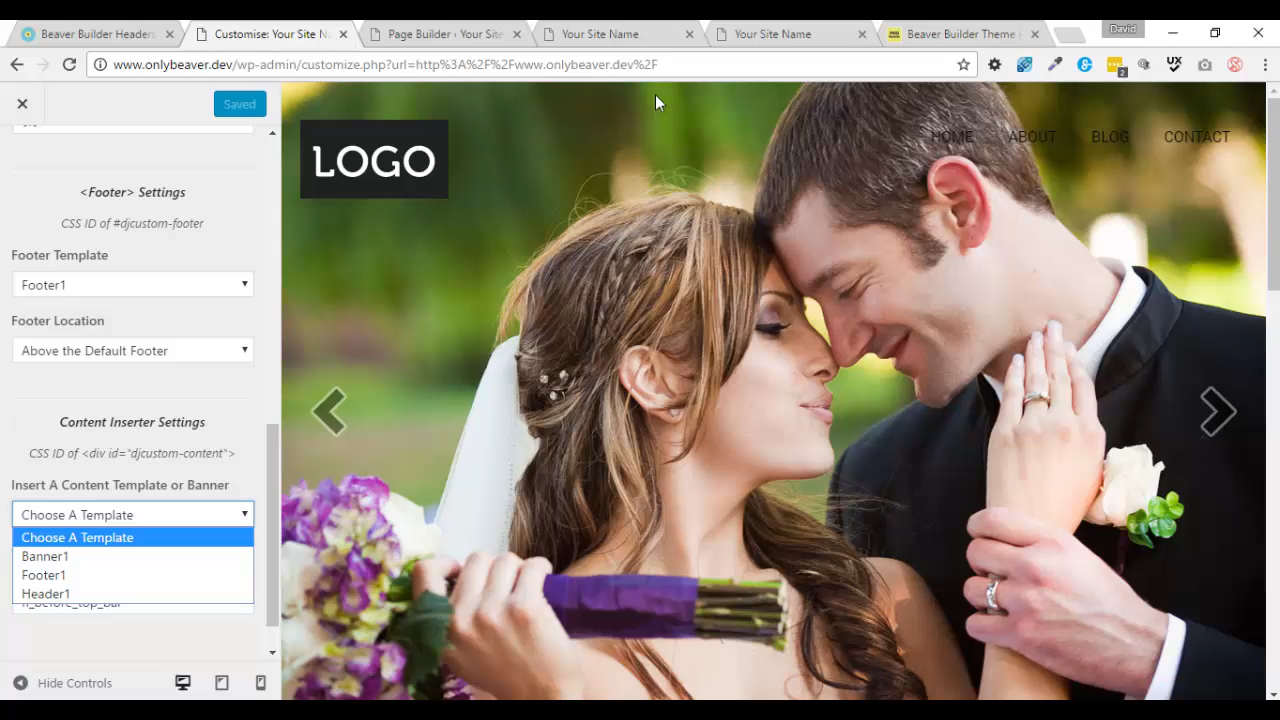 Beaver Builder Headers
Customise: Your Site N
Page Builder ‹ Your Site
Your Site Name
Your Site Name
Beaver Builder Theme H
David
www.onlybeaver.dev/wp-admin/customize.php?url=http%3A%2F%2Fwww.onlybeaver.dev%2F
2
UX
Saved
<Footer> Settings
CSS ID of #djcustom-footer
Footer Template
Footer1
Footer Location
Above the Default Footer
Content Inserter Settings
CSS ID of <div id="djcustom-content">
Insert A Content Template or Banner
Choose A Template
Choose A Template
Banner1
Footer1
Header1
Hide Controls
LOGO
HOME
ABOUT
BLOG
CONTACT